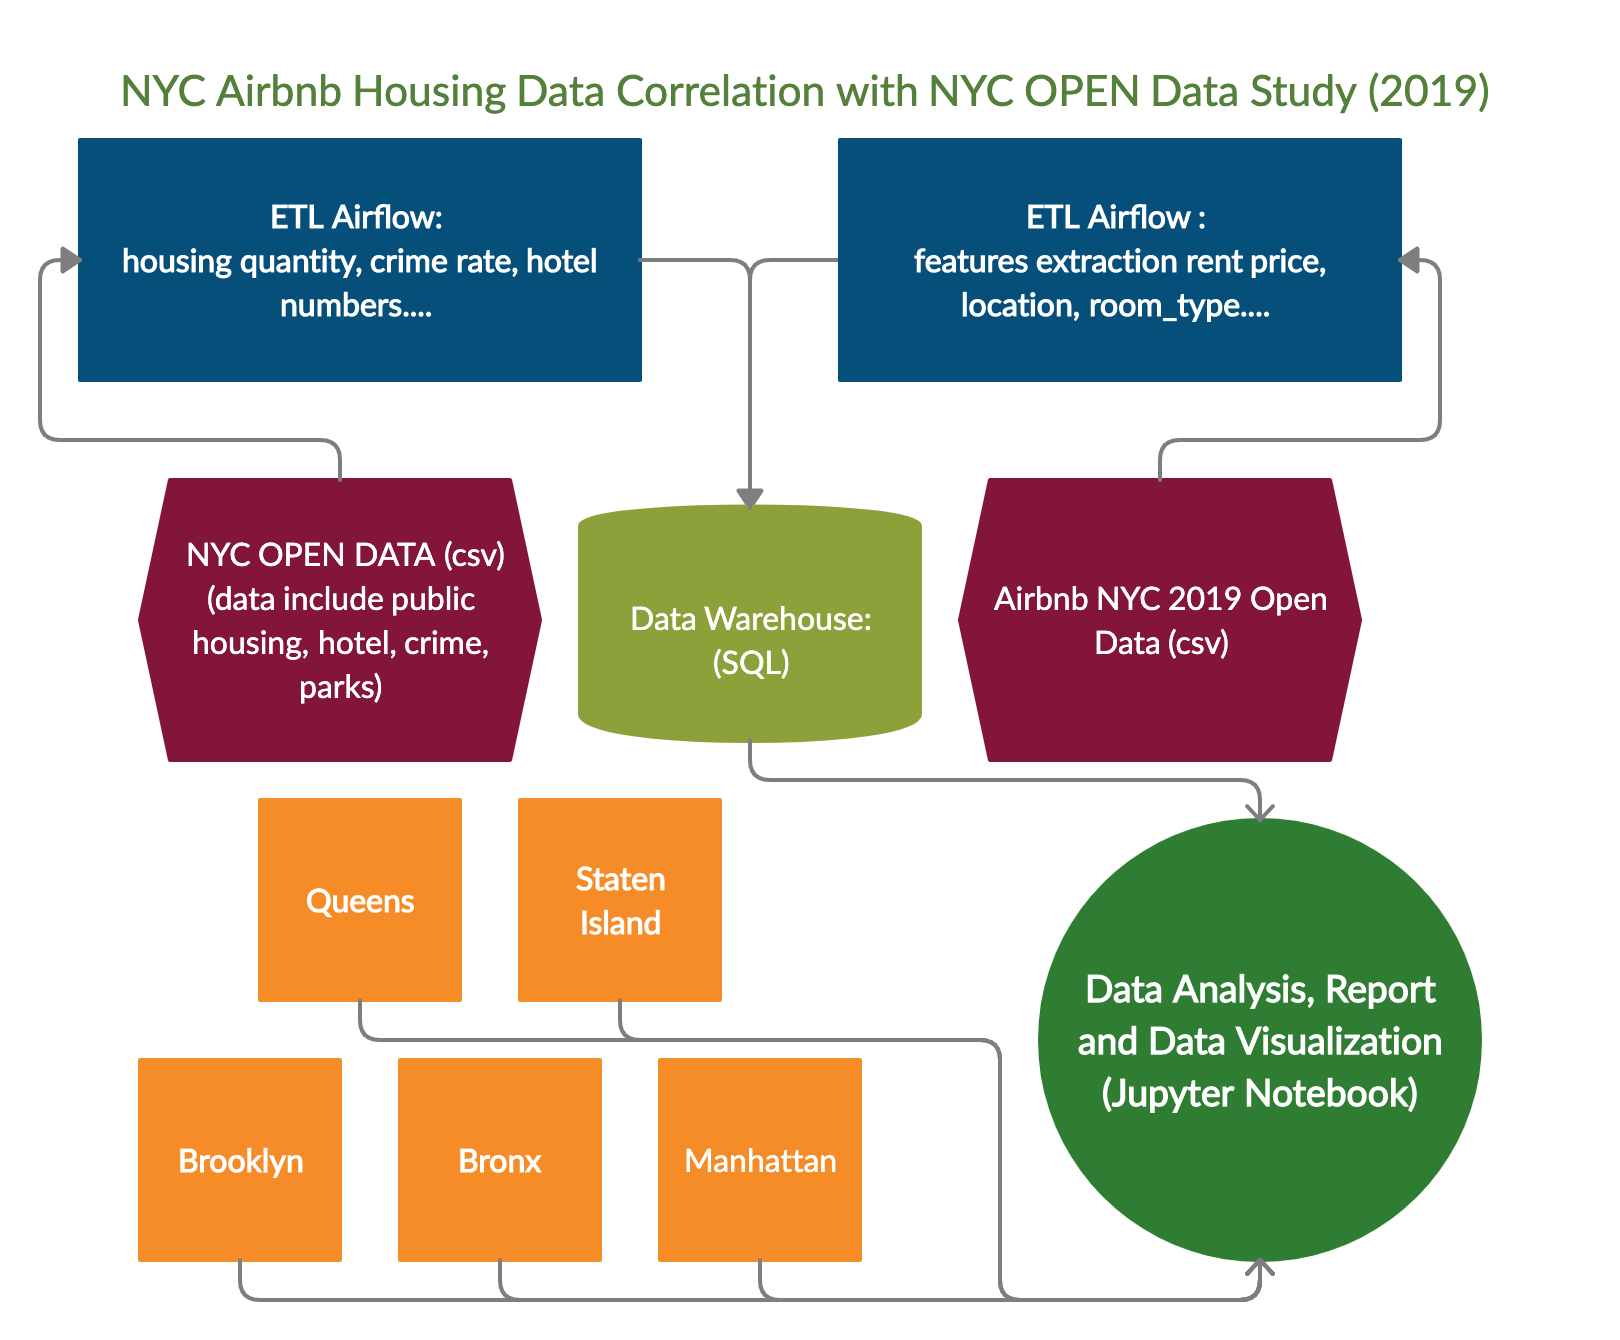 NYC Airbnb Housing Data Correlation with NYC OPEN Data Study (2019)
ETL Airflow:
housing quantity, crime rate, hotel
numbers....
ETL Airflow :
features extraction rent price,
location, room_type....
NYC OPEN DATA (csv)
(data include public
housing, hotel, crime,
parks)
Data Warehouse:
(SQL)
Airbnb NYC 2019 Open
Data (csv)
Queens
Staten
Island
Data Analysis, Report
and Data Visualization
(Jupyter Notebook)
Brooklyn
Bronx
Manhattan